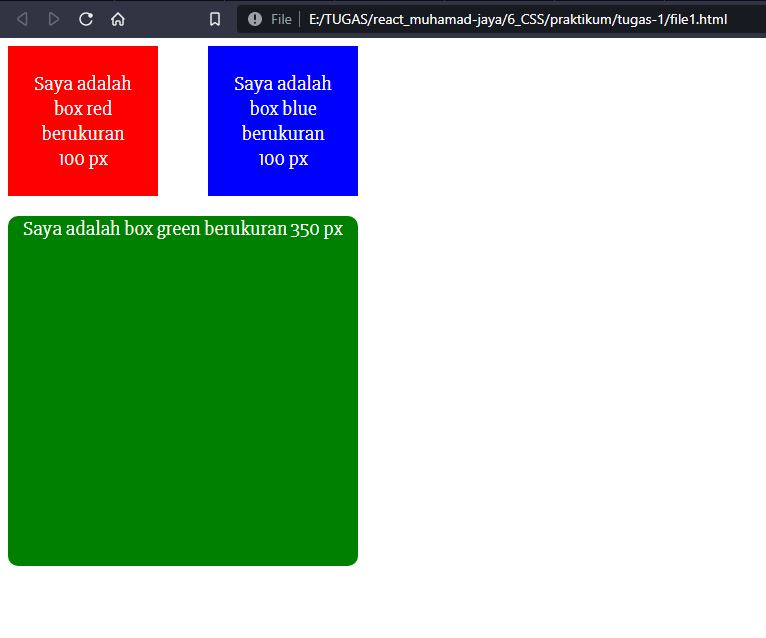 File E:/TUGAS/react_muhamad-jaya/6_CSS/praktikum/tugas-1/file1.html
Saya adalah
box red
berukuran
100 px
Saya adalah
box blue
berukuran
100 px
Saya adalah box green berukuran 350 px